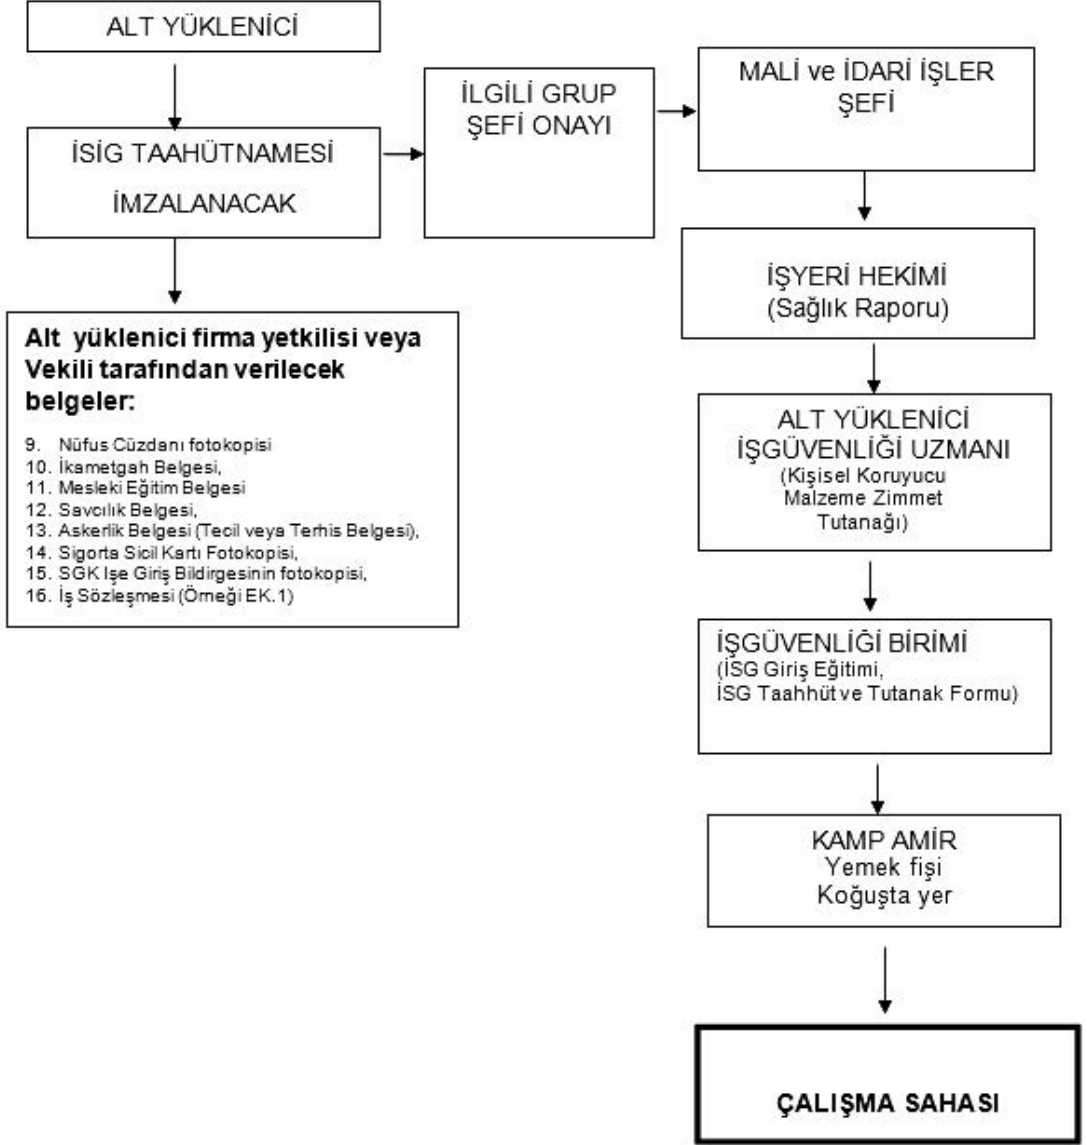 ALT YÜKLENİCİ
İSİG TAAHÜTNAMESİ
İMZALANACAK
İLGİLİ GRUP
ŞEFİ ONAYI
MALİ ve İDARİ İŞLER
ŞEFİ
İŞYERİ HEKİMİ
(Sağlık Raporu)
Alt yüklenici firma yetkilisi veya
Vekili tarafından verilecek
belgeler:
9. Nüfus Cüzdanı fotokopisi
10. İkametgah Belgesi,
11. Mesleki Eğitim Belgesi
12. Savcılık Belgesi,
13. Askerlik Belgesi (Tecil veya Terhis Belgesi),
14. Sigorta Sicil Kartı Fotokopisi,
15. SGK Işe Giriş Bildirgesinin fotokopisi,
16. İş Sözleşmesi (Örneği EK.1)
ALT YÜKLENİCİ
İŞGÜVENLİĞİ UZMANI
(Kişisel Koruyucu
Malzeme Zimmet
Tutanağı)
İŞGÜVENLİĞİ BİRİMİ
(İSG Giriş Eğitimi,
İSG Taahhüt ve Tutanak Formu)
KAMP AMİR
Yemek fişi
Koğuşta yer
ÇALIŞMA SAHASI